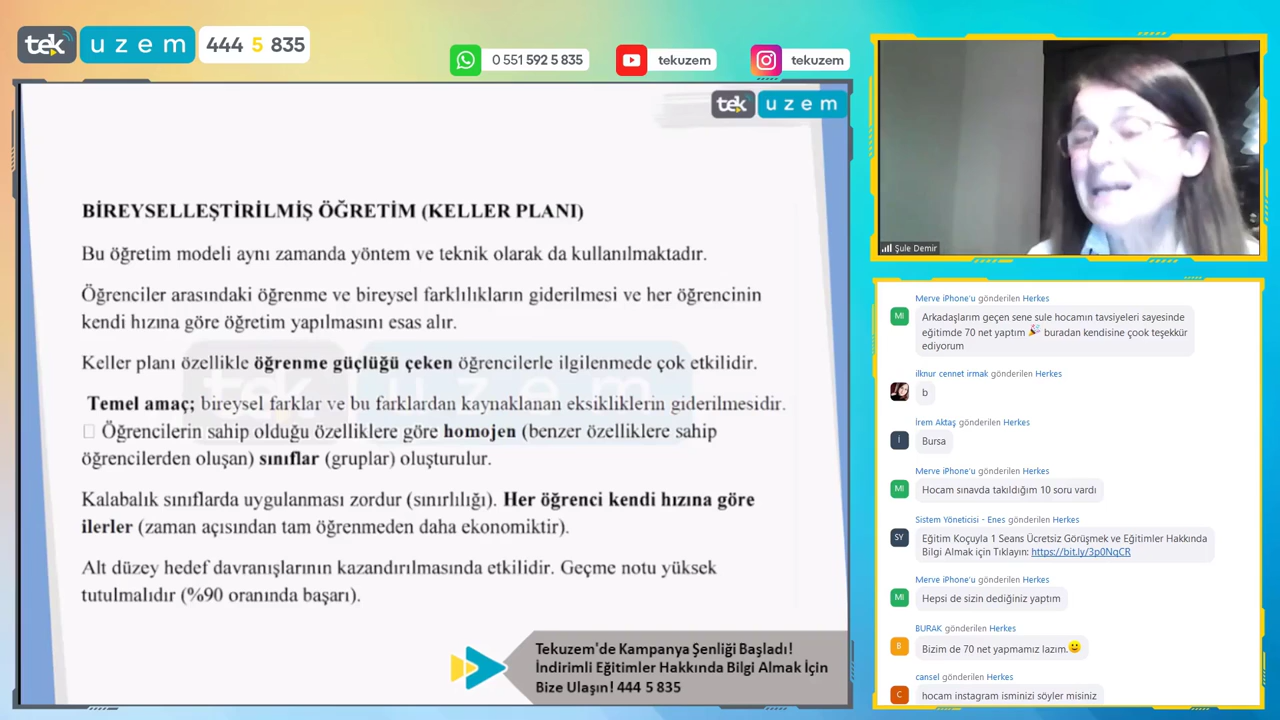 tek uzem 444 5 835
0 551 592 5 835
tekuzem
tekuzem
tek uzem
BİREYSELLEŞTİRİLMİŞ ÖĞRETİM (KELLER PLANI)
Bu öğretim modeli aynı zamanda yöntem ve teknik olarak da kullanılmaktadır.
Öğrenciler arasındaki öğrenme ve bireysel farklılıkların giderilmesi ve her öğrencinin
kendi hızına göre öğretim yapılmasını esas alır.
Keller planı özellikle öğrenme güçlüğü çeken öğrencilerle ilgilenmede çok etkilidir.
Temel amaç; bireysel farklar ve bu farklardan kaynaklanan eksikliklerin giderilmesidir.
□ Öğrencilerin sahip olduğu özelliklere göre homojen (benzer özelliklere sahip
öğrencilerden oluşan) sınıflar (gruplar) oluşturulur.
Kalabalık sınıflarda uygulanması zordur (sınırlılığı). Her öğrenci kendi hızına göre
ilerler (zaman açısından tam öğrenmeden daha ekonomiktir).
Alt düzey hedef davranışlarının kazandırılmasında etkilidir. Geçme notu yüksek
tutulmalıdır (%90 oranında başarı).
tek uzem
Tekuzem'de Kampanya Şenliği Başladı!
İndirimli Eğitimler Hakkında Bilgi Almak İçin
Bize Ulaşın! 444 5 835
Şule Demir
Merve iPhone'u gönderilen Herkes
MI
Arkadaşlarım geçen sene sule hocamın tavsiyeleri sayesinde
eğitimde 70 net yaptım 🎉 buradan kendisine çook teşekkür
ediyorum
ilknur cennet irmak gönderilen Herkes
b
İrem Aktaş gönderilen Herkes
İ
Bursa
Merve iPhone'u gönderilen Herkes
MI
Hocam sınavda takıldığım 10 soru vardı
Sistem Yöneticisi - Enes gönderilen Herkes
SY
Eğitim Koçuyla 1 Seans Ücretsiz Görüşmek ve Eğitimler Hakkında
Bilgi Almak için Tıklayın: https://bit.ly/3p0NqCR
Merve iPhone'u gönderilen Herkes
MI
Hepsi de sizin dediğiniz yaptım
BURAK gönderilen Herkes
B
Bizim de 70 net yapmamız lazım.🙂
cansel gönderilen Herkes
C
hocam instagram isminizi söyler misiniz